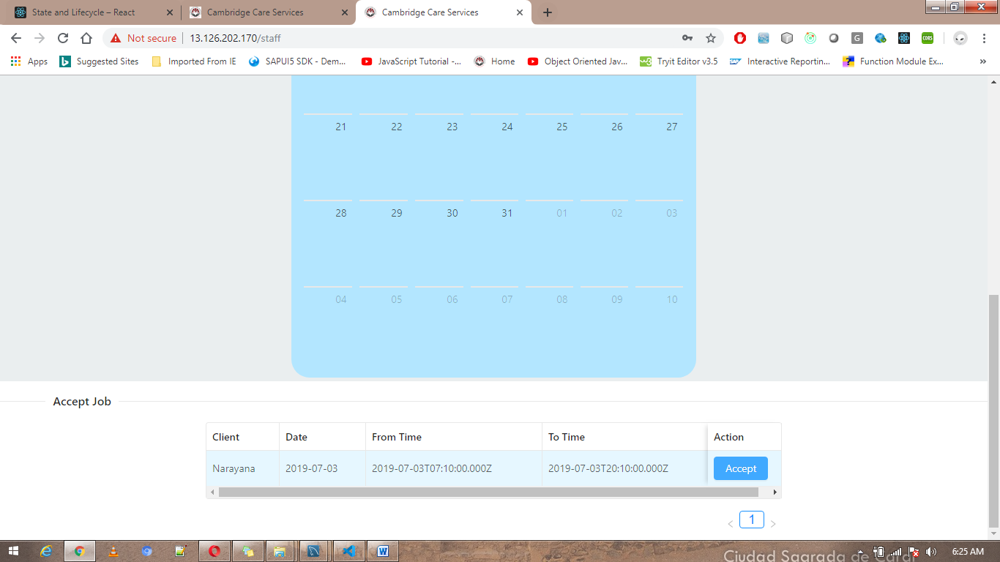 State and Lifecycle – React
Cambridge Care Services
Cambridge Care Services
Not secure
13.126.202.170/staff
G
CORS
Apps
Suggested Sites
Imported From IE
SAPUI5 SDK - Dem...
JavaScript Tutorial -...
Home
Object Oriented Jav...
Tryit Editor v3.5
Interactive Reportin...
Function Module Ex...
»
21 22 23 24 25 26 27
28 29 30 31 01 02 03
04 05 06 07 08 09 10
Accept Job
Client Date From Time To Time Action
Narayana 2019-07-03 2019-07-03T07:10:00.000Z 2019-07-03T20:10:00.000Z Accept
< 1 >
Ciudad Sagrada de Caral
6:25 AM